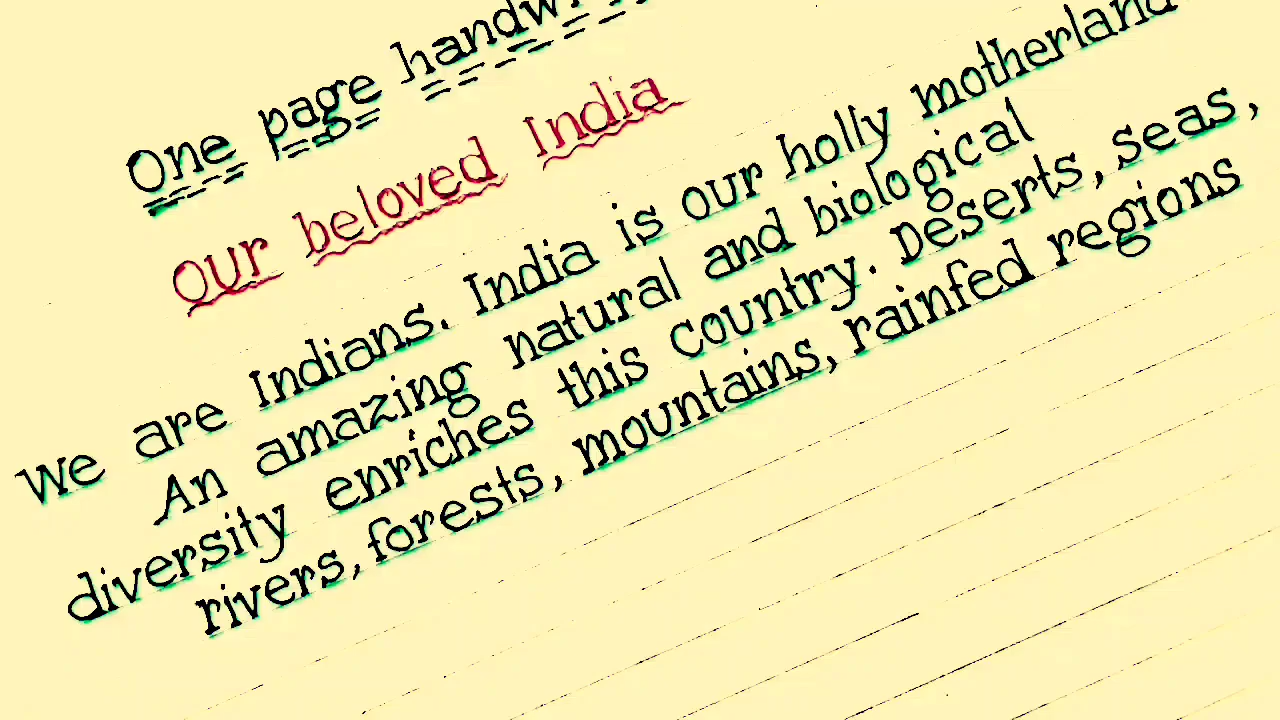 One page
our beloved India
we are Indians. India is our holly motherland
An amazing natural and biological
diversity enriches this country. Deserts, seas,
rivers, forests, mountains, rainfed regions